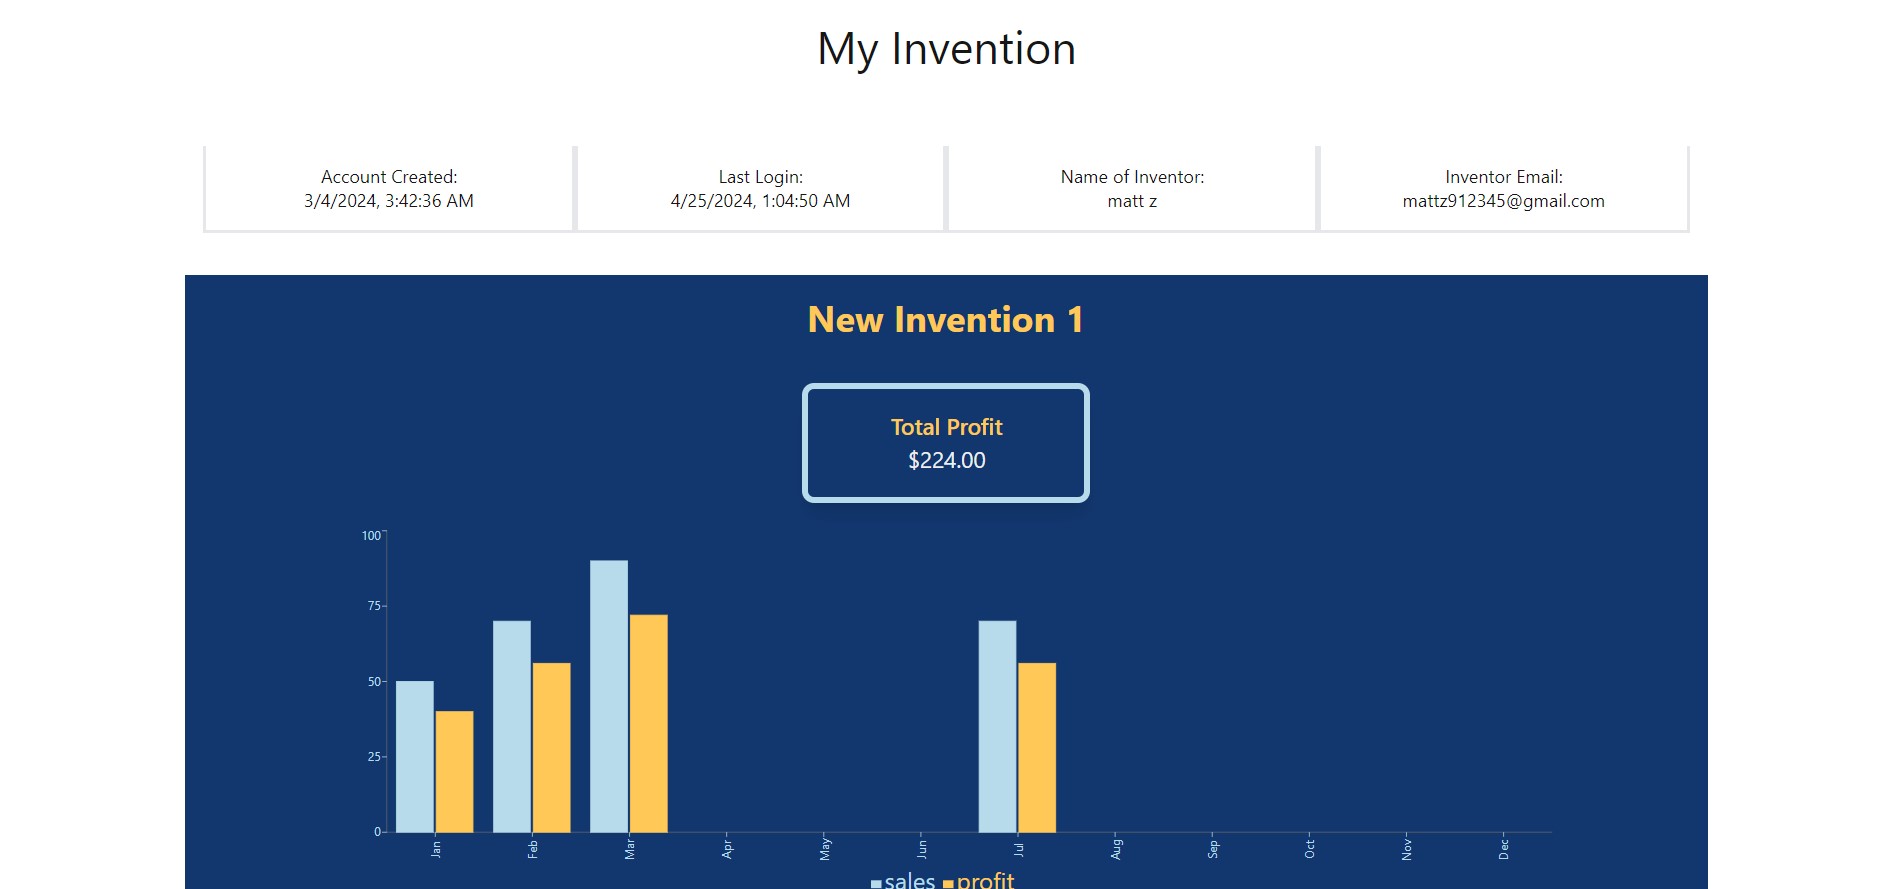 My Invention
Account Created:
3/4/2024, 3:42:36 AM
Last Login:
4/25/2024, 1:04:50 AM
Name of Inventor:
matt z
Inventor Email:
mattz912345@gmail.com
New Invention 1
Total Profit
$224.00
100
75
50
25
0
Jan
Feb
Mar
Apr
May
Jun
Jul
Aug
Sep
Oct
Nov
Dec
sales profit